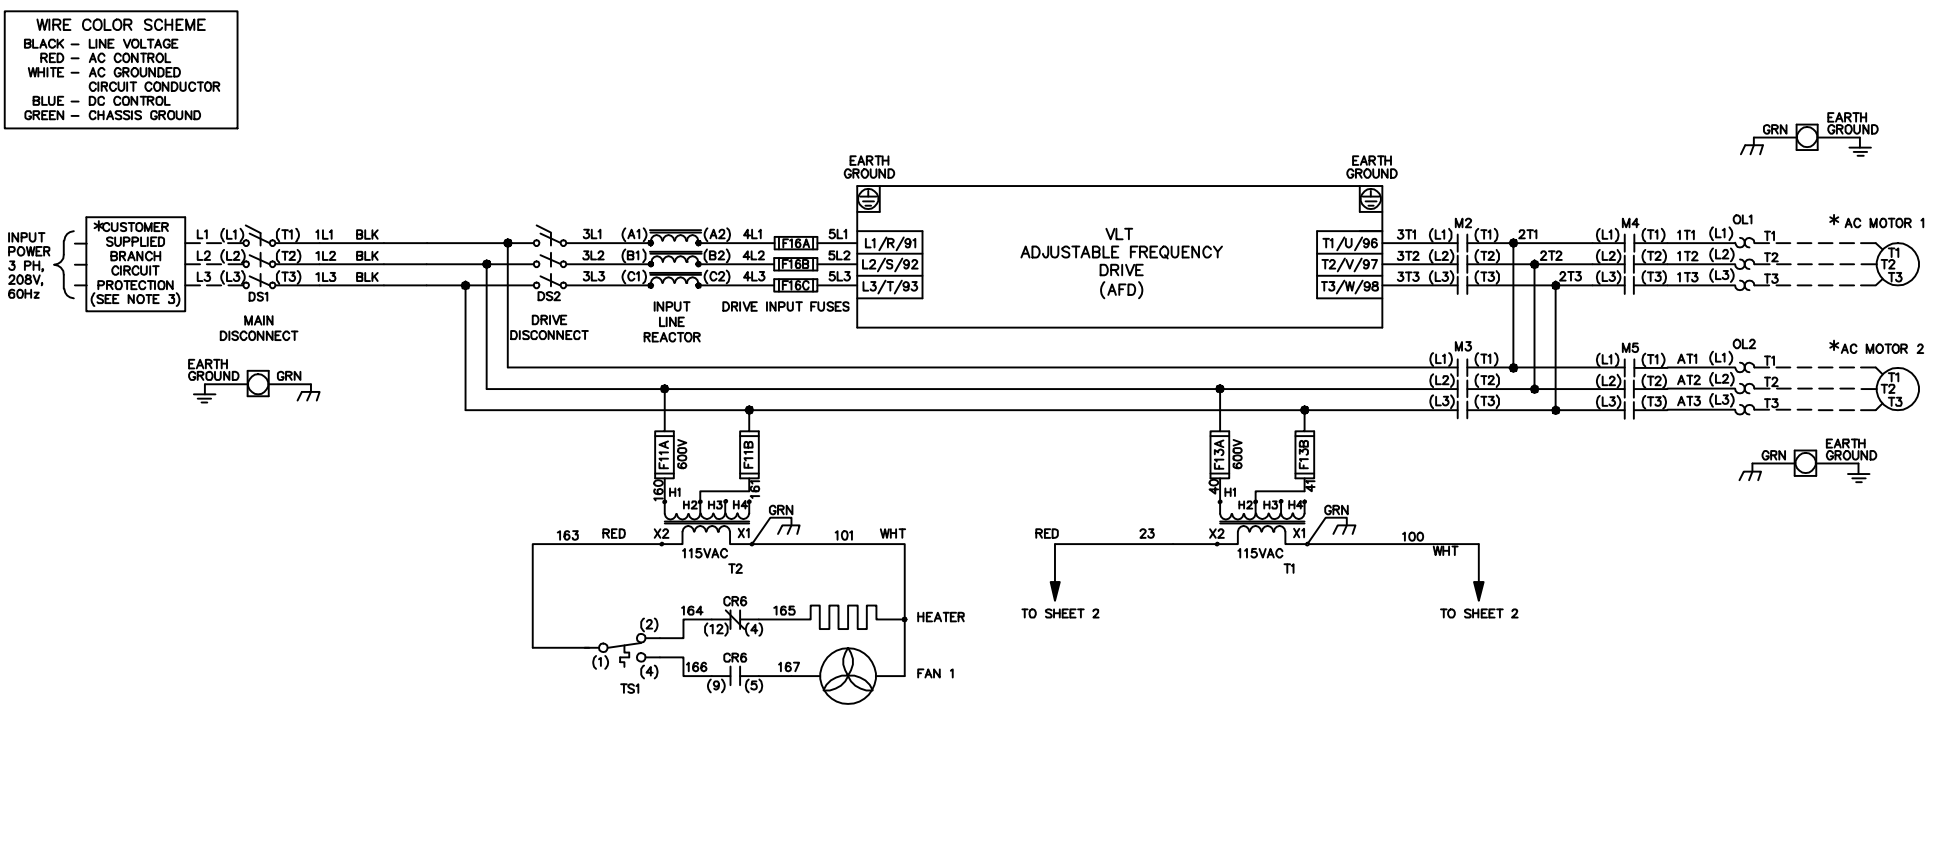 WIRE COLOR SCHEME
BLACK – LINE VOLTAGE
RED – AC CONTROL
WHITE – AC GROUNDED
CIRCUIT CONDUCTOR
BLUE – DC CONTROL
GREEN – CHASSIS GROUND
GRN
EARTH
GROUND
EARTH
GROUND
EARTH
GROUND
INPUT
POWER
3 PH,
208V,
60Hz
*CUSTOMER
SUPPLIED
BRANCH
CIRCUIT
PROTECTION
(SEE NOTE 3)
L1 (L1) (T1) 1L1 BLK
L2 (L2) (T2) 1L2 BLK
L3 (L3) (T3) 1L3 BLK
DS1
MAIN
DISCONNECT
EARTH
GROUND
GRN
DS2
DRIVE
DISCONNECT
3L1 (A1) (A2) 4L1 F16A 5L1 L1/R/91
3L2 (B1) (B2) 4L2 F16B 5L2 L2/S/92
3L3 (C1) (C2) 4L3 F16C 5L3 L3/T/93
INPUT
LINE
REACTOR
DRIVE INPUT FUSES
VLT
ADJUSTABLE FREQUENCY
DRIVE
(AFD)
M2
M4
OL1
* AC MOTOR 1
T1/U/96 3T1 (L1) (T1) 2T1 (L1) (T1) 1T1 (L1) T1
T2/V/97 3T2 (L2) (T2) 2T2 (L2) (T2) 1T2 (L2) T2
T3/W/98 3T3 (L3) (T3) 2T3 (L3) (T3) 1T3 (L3) T3
T1
T2
T3
M3
M5
OL2
*AC MOTOR 2
(L1) (T1) (L1) (T1) AT1 (L1) T1
(L2) (T2) (L2) (T2) AT2 (L2) T2
(L3) (T3) (L3) (T3) AT3 (L3) T3
T1
T2
T3
GRN
EARTH
GROUND
F11A
600V
F11B
160
161
H1
H2 H3 H4
GRN
163 RED X2 X1 101 WHT
115VAC
T2
F13A
600V
F13B
40
41
H1
H2 H3 H4
GRN
RED 23 X2 X1 100
WHT
115VAC
T1
TO SHEET 2
TO SHEET 2
CR6
164 165
(12) (4)
HEATER
(2)
(1)
(4)
TS1
CR6
166 167
(9) (5)
FAN 1